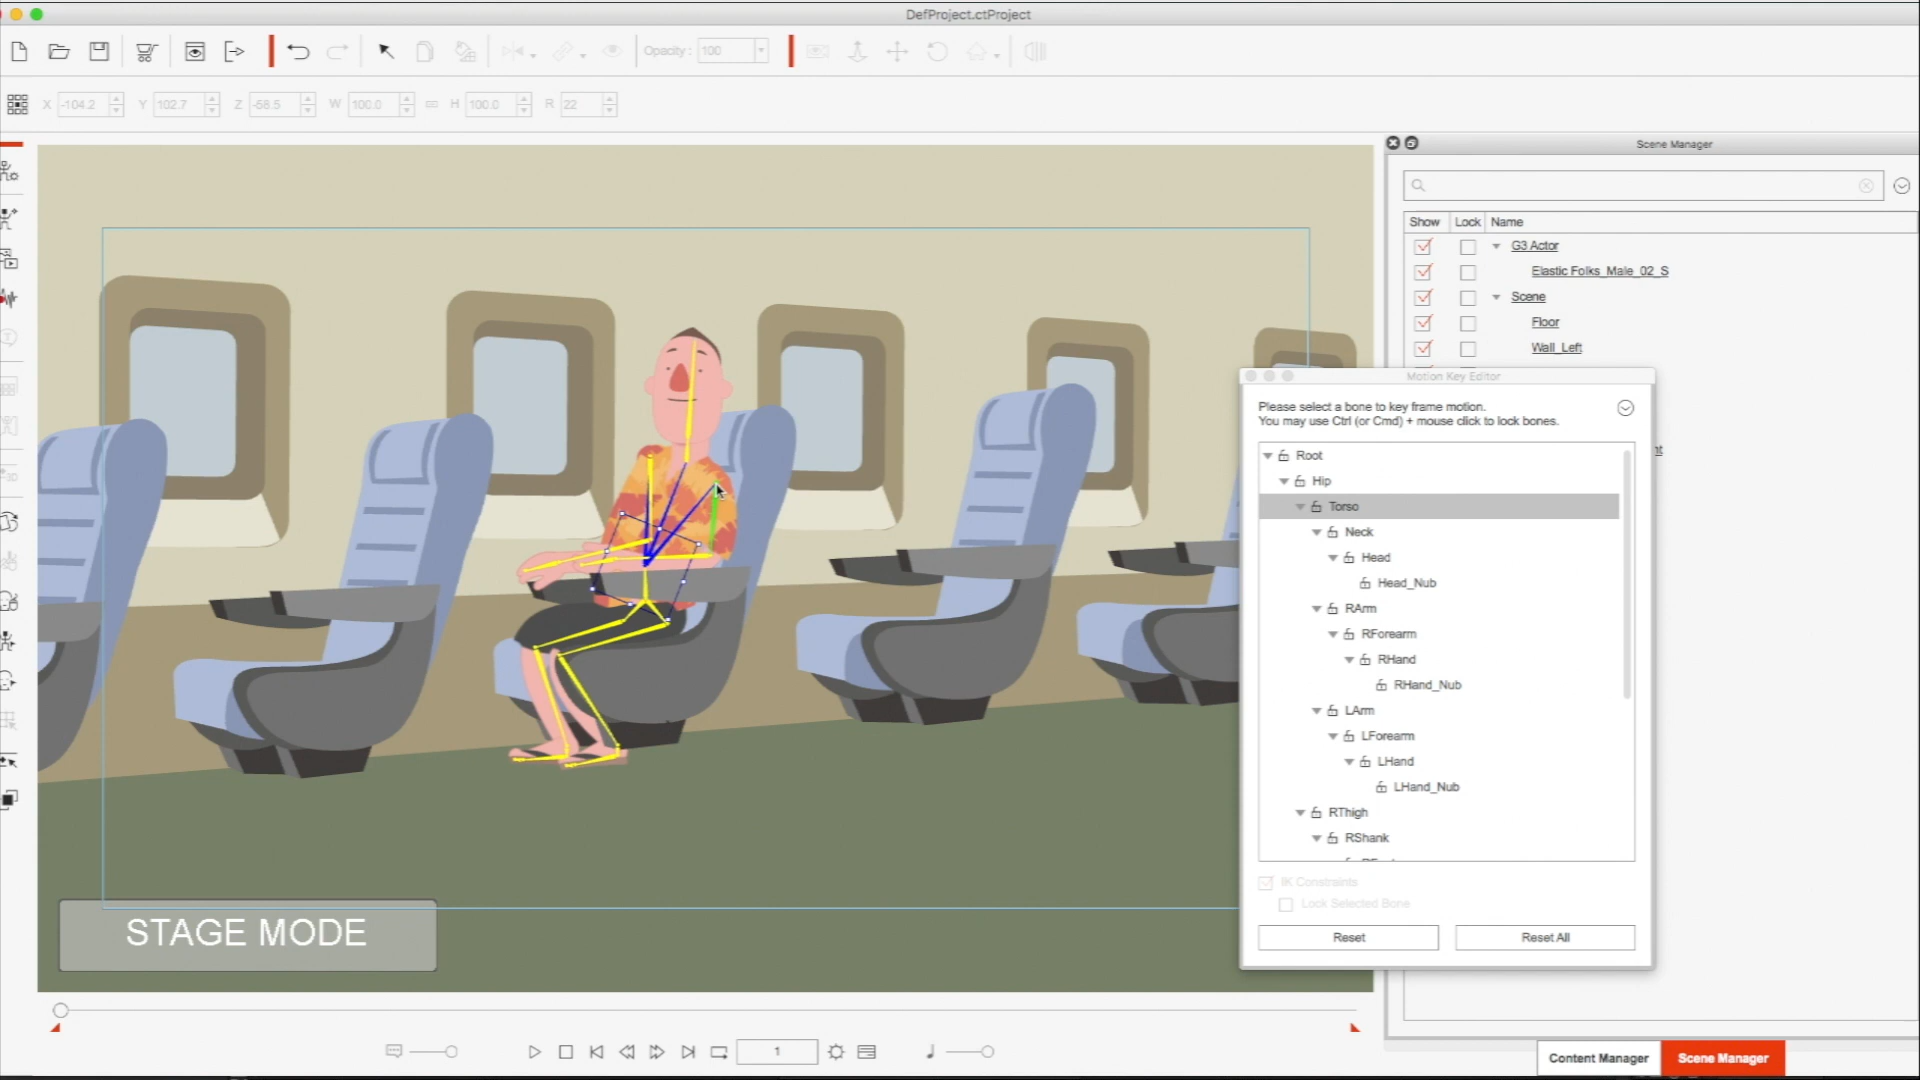 DefProject.ctProject
Opacity : 100
X -104.2 Y 102.7 Z -58.5 W 100.0 H 100.0 R 22
Scene Manager
Show Lock Name
G3 Actor
Elastic Folks_Male_02_S
Scene
Floor
Wall_Left
Motion Key Editor
Please select a bone to key frame motion.
You may use Ctrl (or Cmd) + mouse click to lock bones.
Root
Hip
Torso
Neck
Head
Head_Nub
RArm
RForearm
RHand
RHand_Nub
LArm
LForearm
LHand
LHand_Nub
RThigh
RShank
IK Constraints
Lock Selected Bone
Reset Reset All
STAGE MODE
1
Content Manager Scene Manager